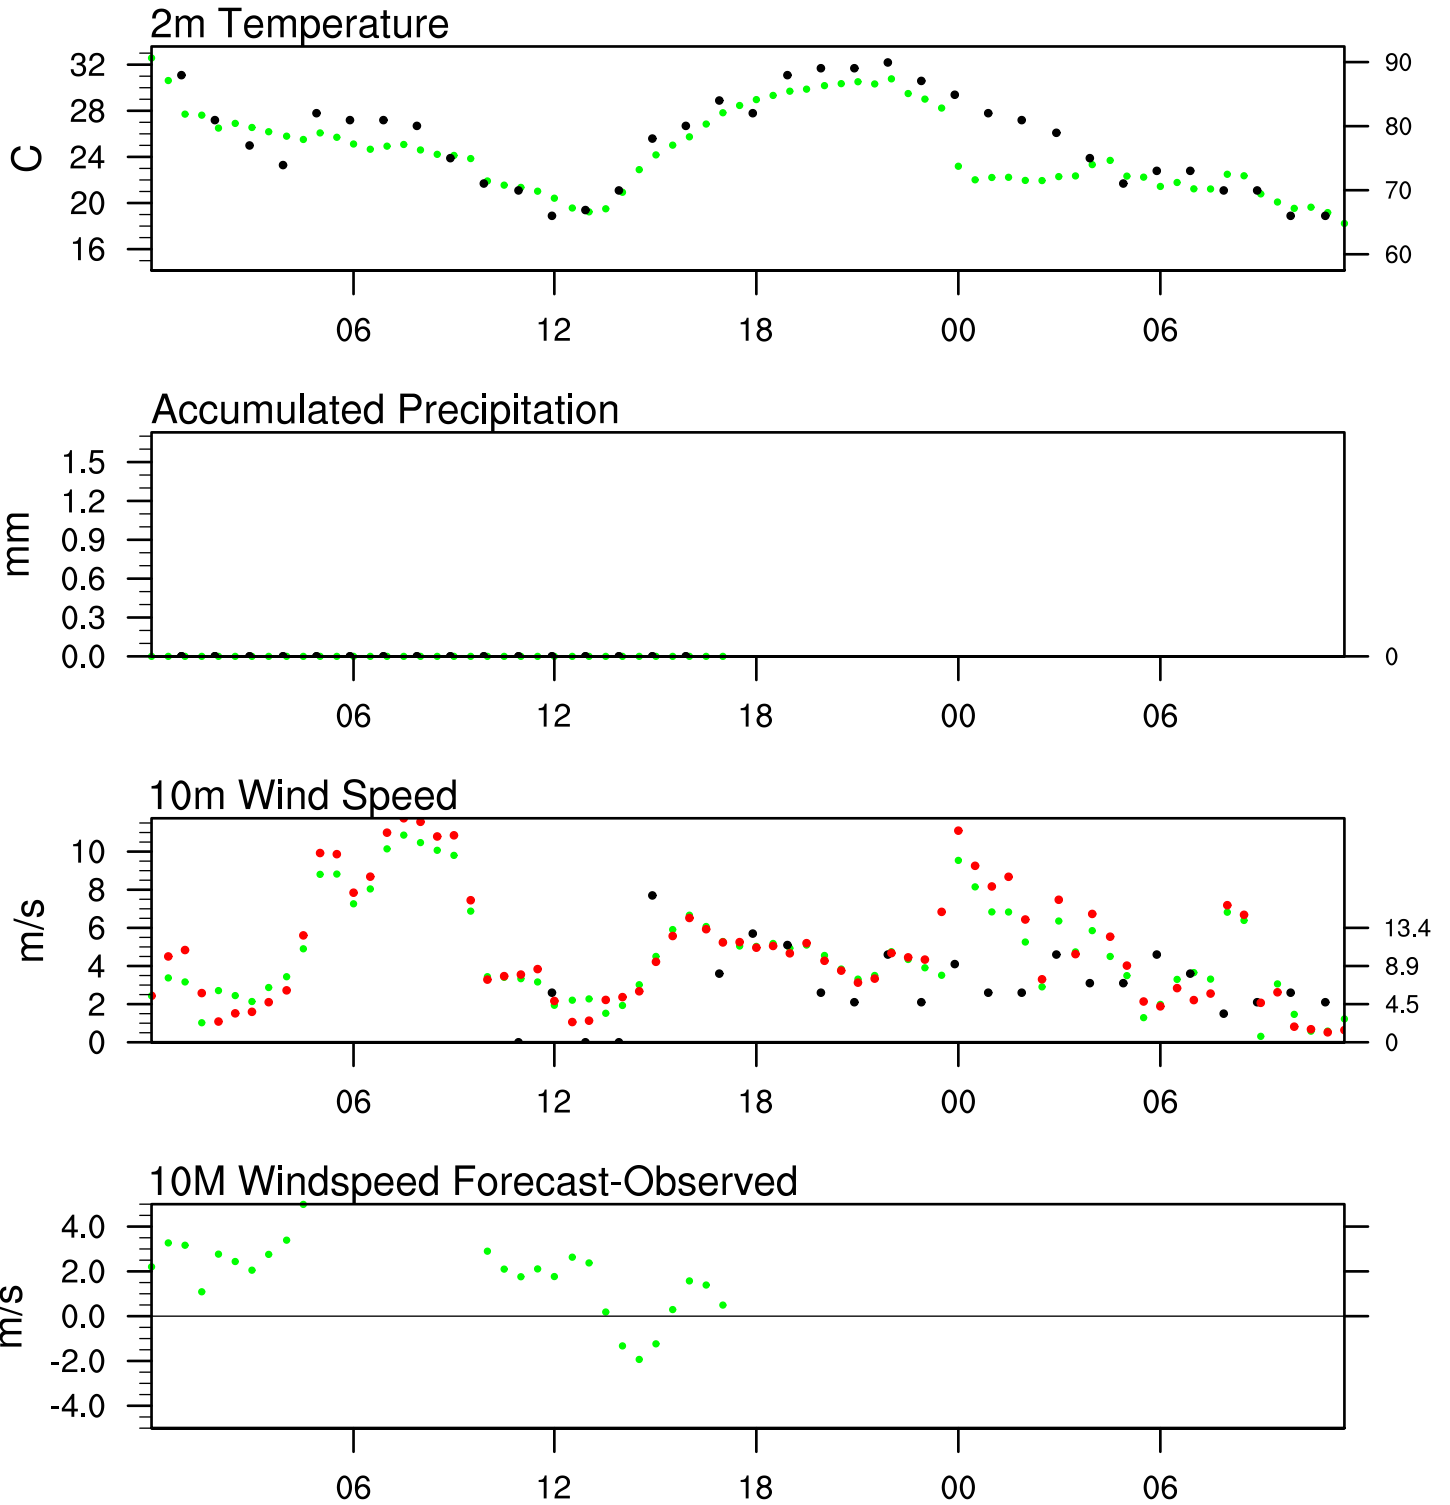 2m Temperature
32
28
24
20
16
C
90
80
70
60
06 12 18 00 06
Accumulated Precipitation
1.5
1.2
0.9
0.6
0.3
0.0
mm
0
06 12 18 00 06
10m Wind Speed
10
8
6
4
2
0
m/s
13.4
8.9
4.5
0
06 12 18 00 06
10M Windspeed Forecast-Observed
4.0
2.0
0.0
-2.0
-4.0
m/s
06 12 18 00 06